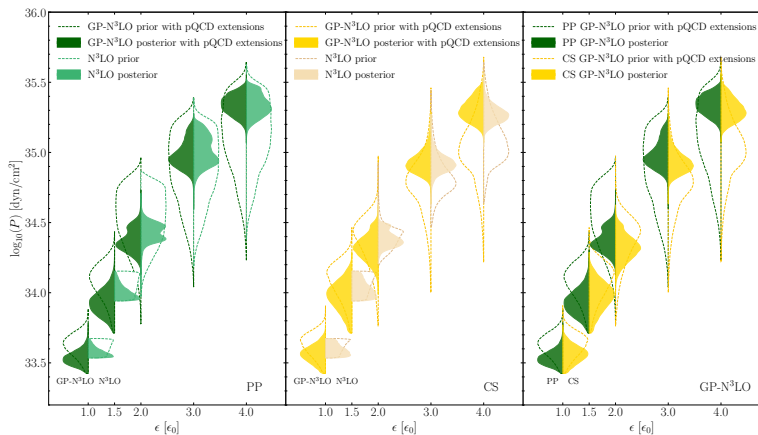 36.0
35.5
35.0
34.5
34.0
33.5
log₁₀(P) [dyn/cm²]
GP-N³LO prior with pQCD extensions
GP-N³LO posterior with pQCD extensions
N³LO prior
N³LO posterior
GP-N³LO N³LO
PP
1.0 1.5 2.0 3.0 4.0
ϵ [ϵ₀]
GP-N³LO prior with pQCD extensions
GP-N³LO posterior with pQCD extensions
N³LO prior
N³LO posterior
GP-N³LO N³LO
CS
1.0 1.5 2.0 3.0 4.0
ϵ [ϵ₀]
PP GP-N³LO prior with pQCD extensions
PP GP-N³LO posterior
CS GP-N³LO prior with pQCD extensions
CS GP-N³LO posterior
PP CS
GP-N³LO
1.0 1.5 2.0 3.0 4.0
ϵ [ϵ₀]